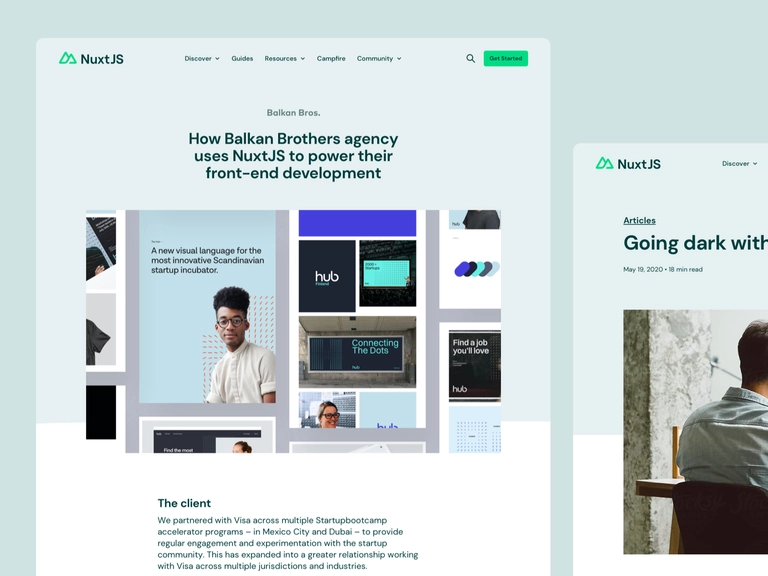 NuxtJS
Discover
Guides
Resources
Campfire
Community
Get Started
Balkan Bros.
How Balkan Brothers agency
uses NuxtJS to power their
front-end development
A new visual language for the
most innovative Scandinavian
startup incubator.
hub
Finland
Startups
Connecting
The Dots
hub
hub
Find the most
hub
Find a job
you'll love
hub
The client
We partnered with Visa across multiple Startupbootcamp
accelerator programs – in Mexico City and Dubai – to provide
regular engagement and experimentation with the startup
community. This has expanded into a greater relationship working
with Visa across multiple jurisdictions and industries.
NuxtJS
Discover
Articles
Going dark with
May 19, 2020 • 18 min read